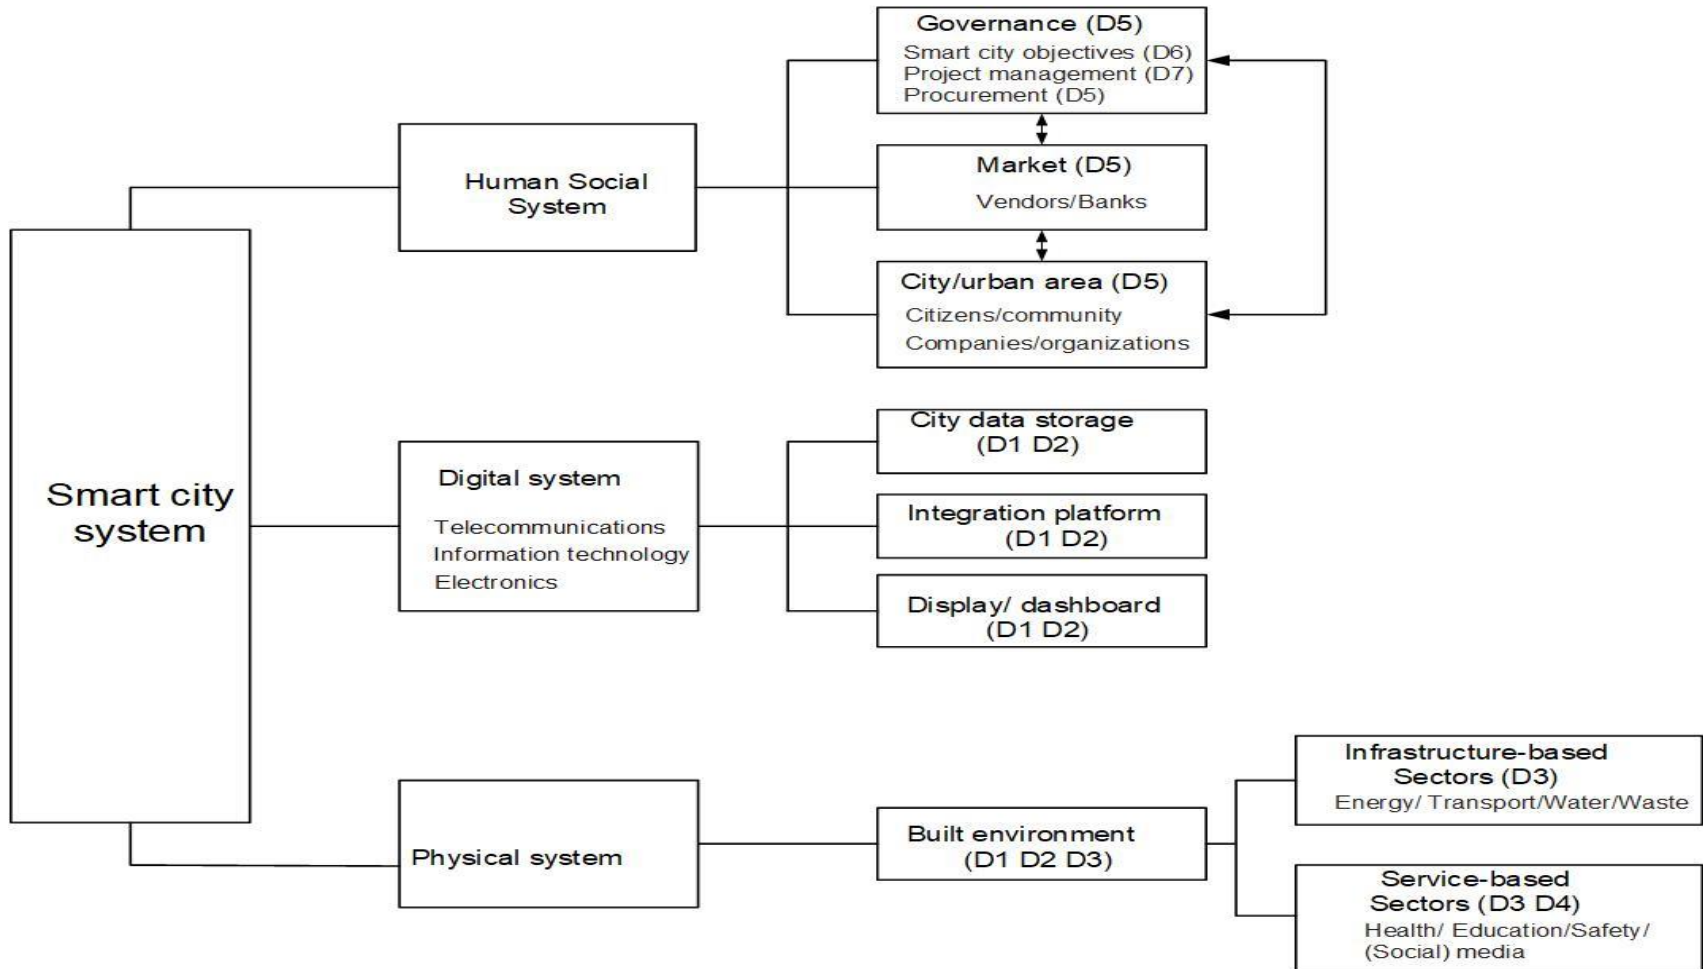 Smart city
system
Human Social
System
Governance (D5)
Smart city objectives (D6)
Project management (D7)
Procurement (D5)
Market (D5)
Vendors/Banks
City/urban area (D5)
Citizens/community
Companies/organizations
Digital system
Telecommunications
Information technology
Electronics
City data storage
(D1 D2)
Integration platform
(D1 D2)
Display/ dashboard
(D1 D2)
Physical system
Built environment
(D1 D2 D3)
Infrastructure-based
Sectors (D3)
Energy/ Transport/Water/Waste
Service-based
Sectors (D3 D4)
Health/ Education/Safety/
(Social) media